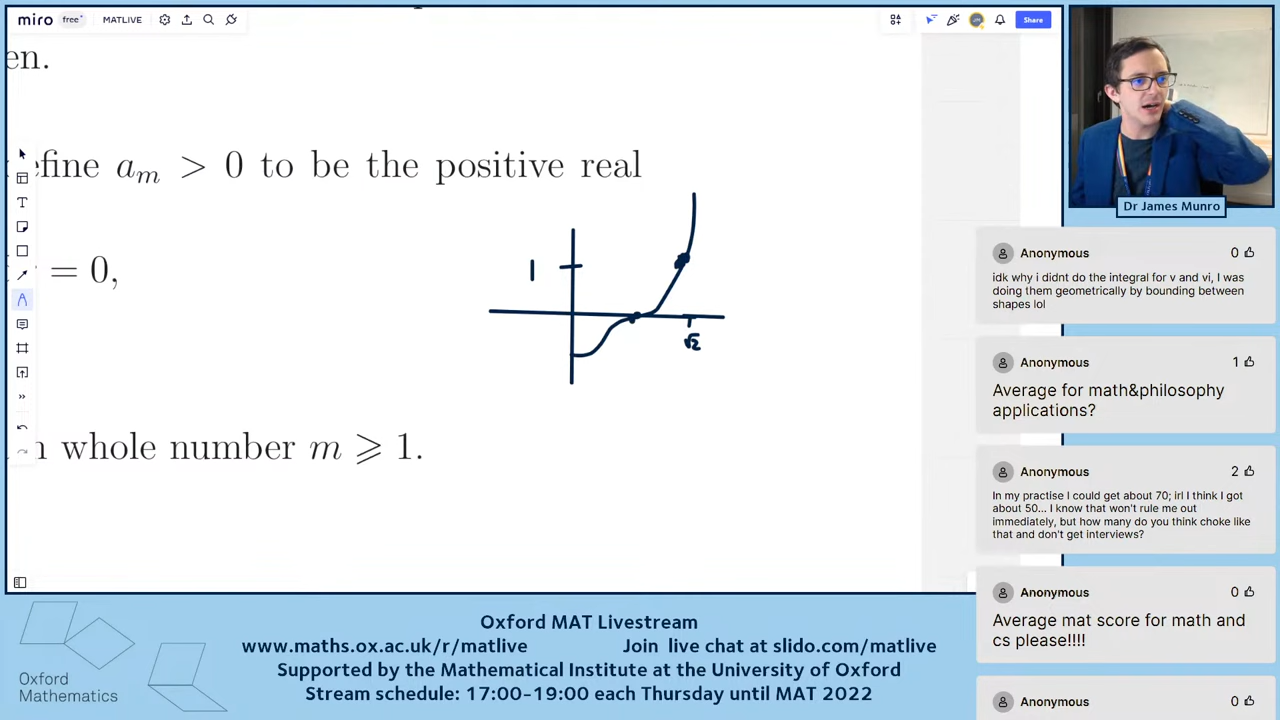 miro free MATLIVE
Share
en.
efine aₘ > 0 to be the positive real
= 0,
1
√2
n whole number m ⩾ 1.
Dr James Munro
Anonymous 0
idk why i didnt do the integral for v and vi, I was
doing them geometrically by bounding between
shapes lol
Anonymous 1
Average for math&philosophy
applications?
Anonymous 2
In my practise I could get about 70; irl I think I got
about 50... I know that won't rule me out
immediately, but how many do you think choke like
that and don't get interviews?
Anonymous 0
Average mat score for math and
cs please!!!!
Anonymous 0
Oxford
Mathematics
Oxford MAT Livestream
www.maths.ox.ac.uk/r/matlive Join live chat at slido.com/matlive
Supported by the Mathematical Institute at the University of Oxford
Stream schedule: 17:00-19:00 each Thursday until MAT 2022